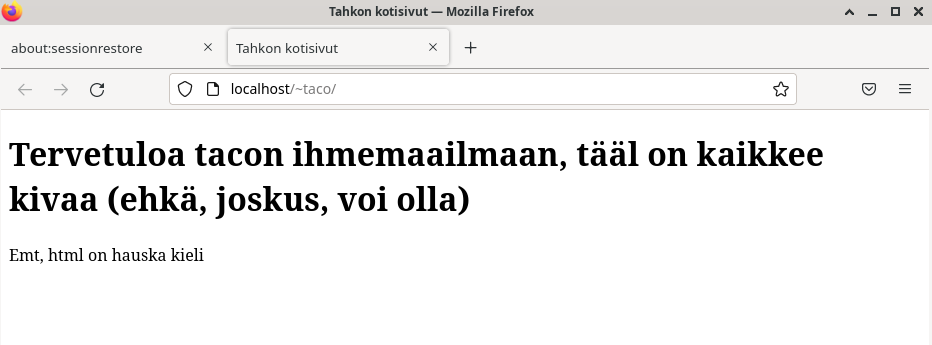 Tahkon kotisivut — Mozilla Firefox
about:sessionrestore
Tahkon kotisivut
localhost/~taco/
Tervetuloa tacon ihmemaailmaan, tääl on kaikkee
kivaa (ehkä, joskus, voi olla)
Emt, html on hauska kieli